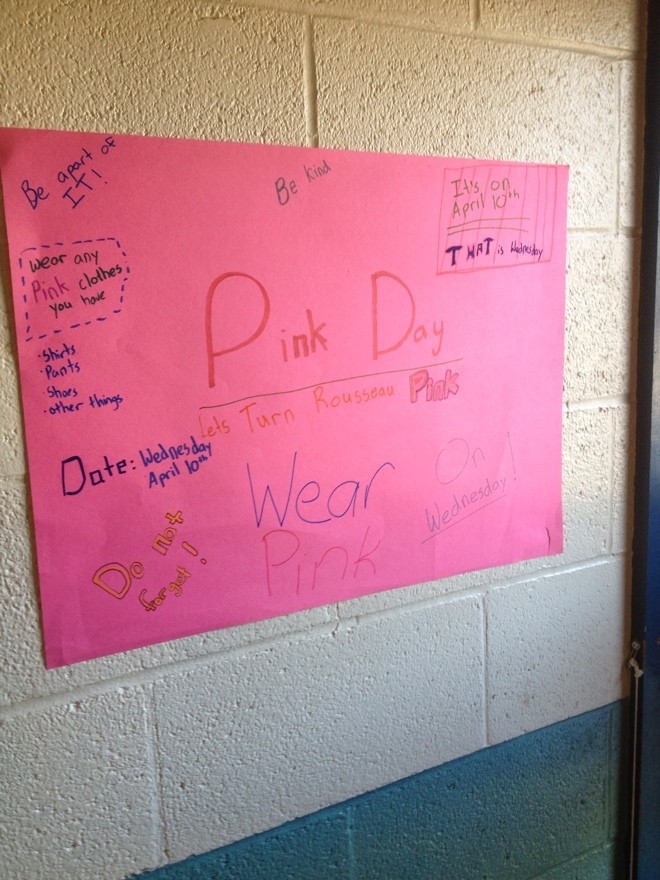 Be apart of
IT!
Be kind
It's on
April 10th
THAT is Wednesday
Wear any
Pink clothes
you have
·Shirts
·Pants
·Shoes
·other things
Pink Day
Lets Turn Rousseau Pink
Date: Wednesday
April 10th
Wear
Pink
On
Wednesday!
Do Not
forget!